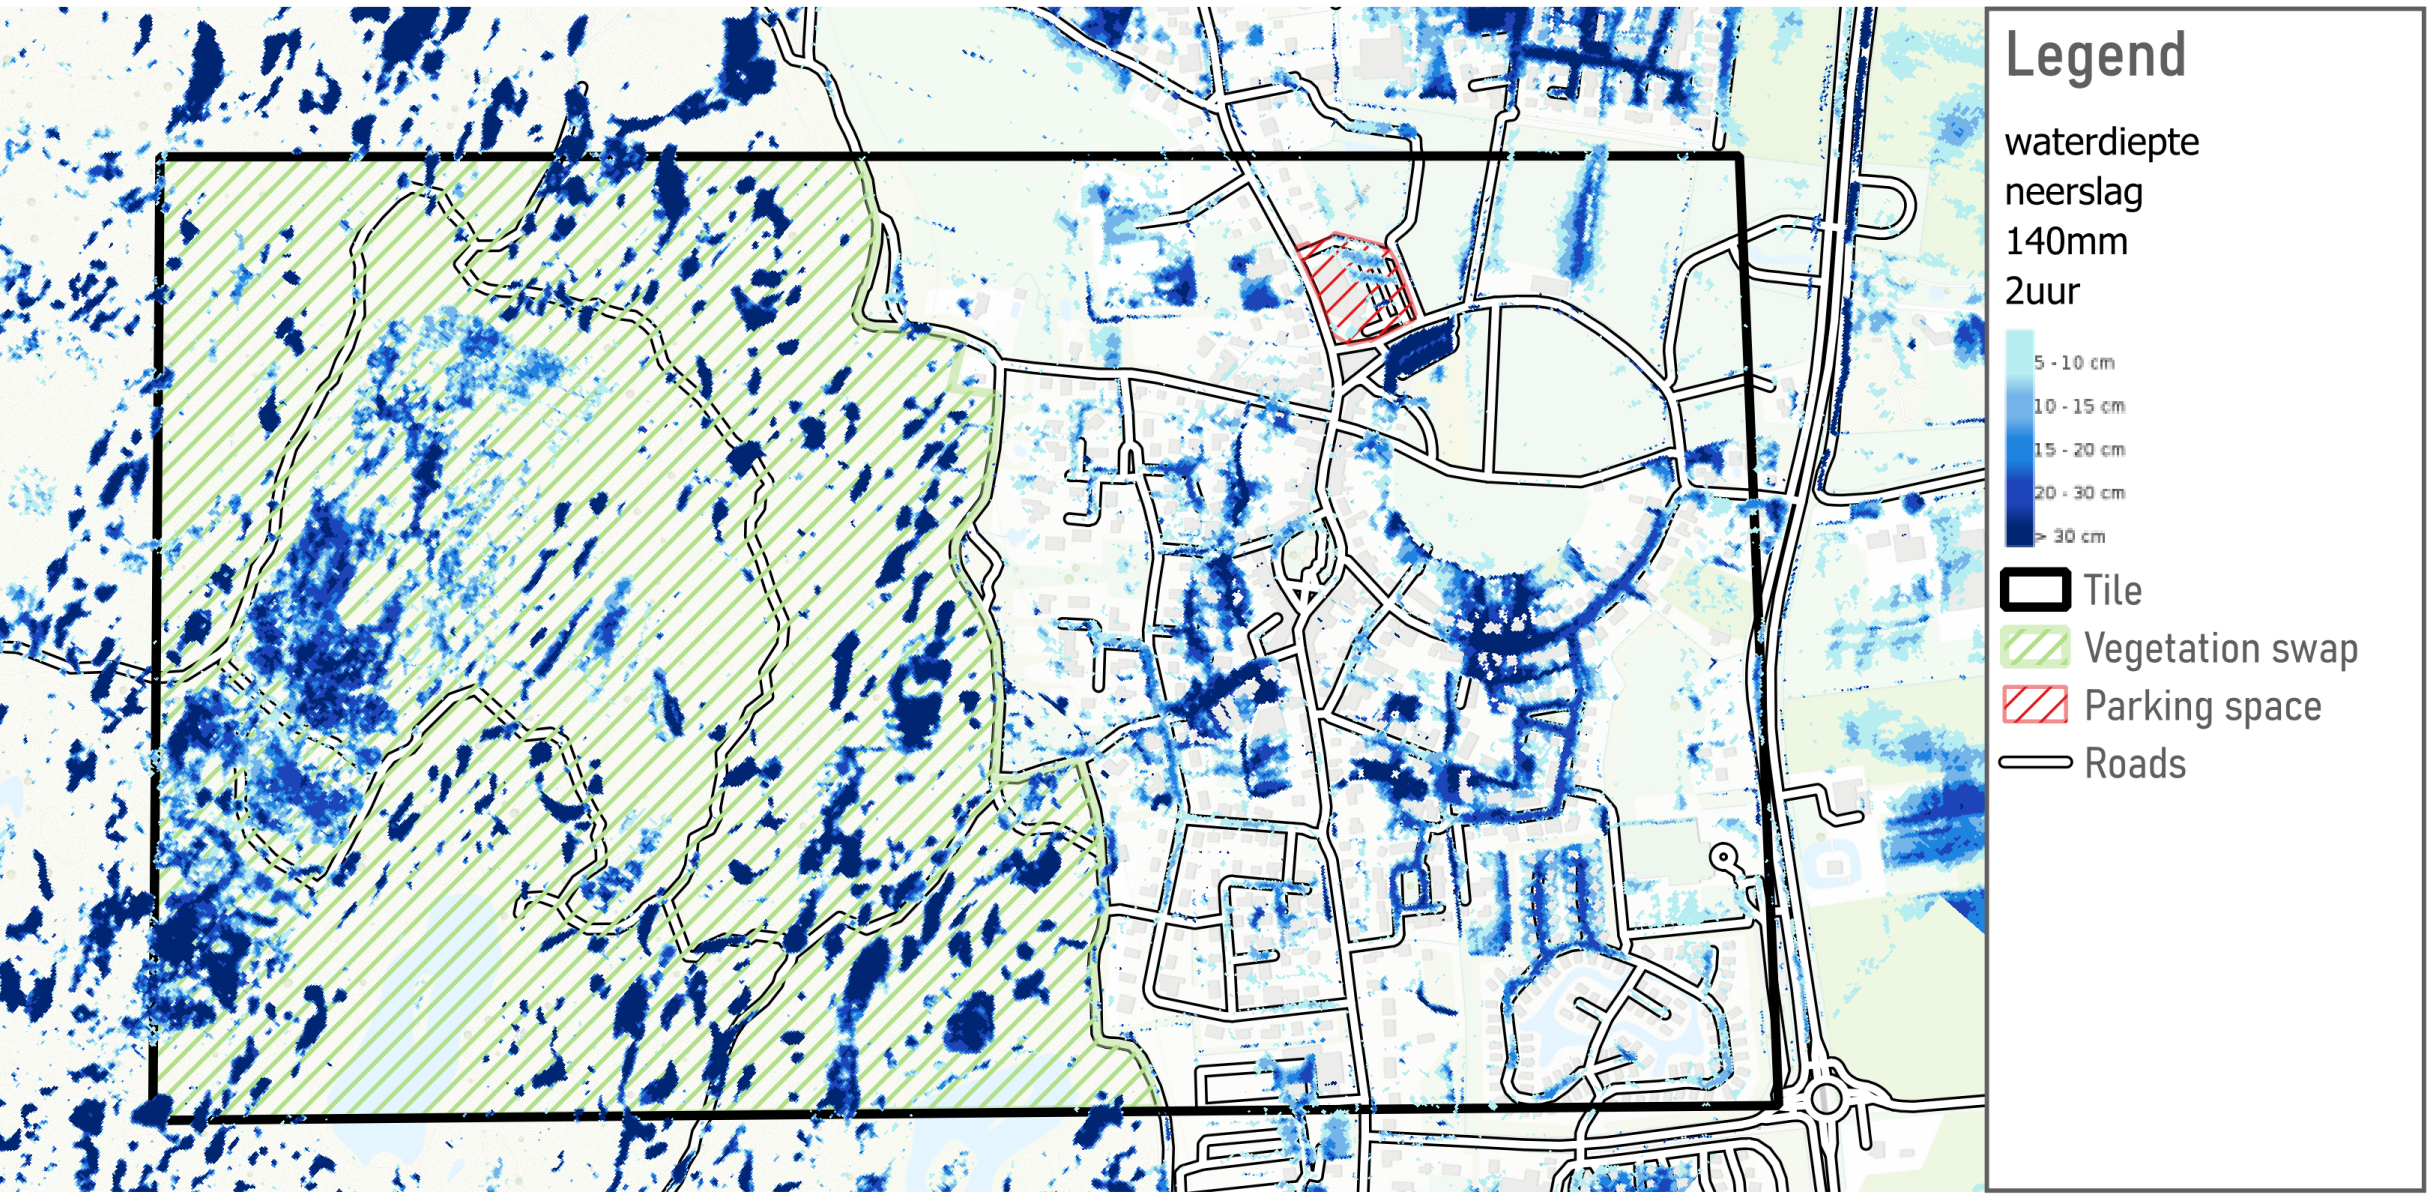 Legend
waterdiepte
neerslag
140mm
2uur
5 - 10 cm
10 - 15 cm
15 - 20 cm
20 - 30 cm
> 30 cm
Tile
Vegetation swap
Parking space
Roads